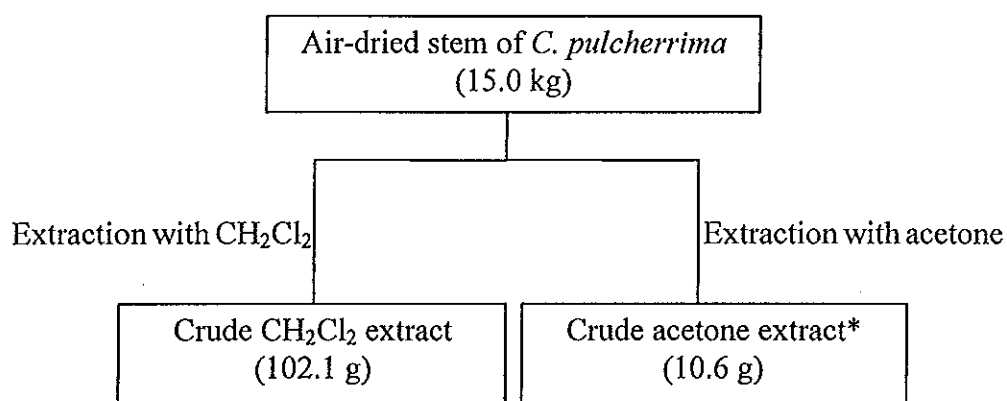 Air-dried stem of C. pulcherrima
(15.0 kg)
Extraction with CH₂Cl₂
Extraction with acetone
Crude CH₂Cl₂ extract
(102.1 g)
Crude acetone extract*
(10.6 g)